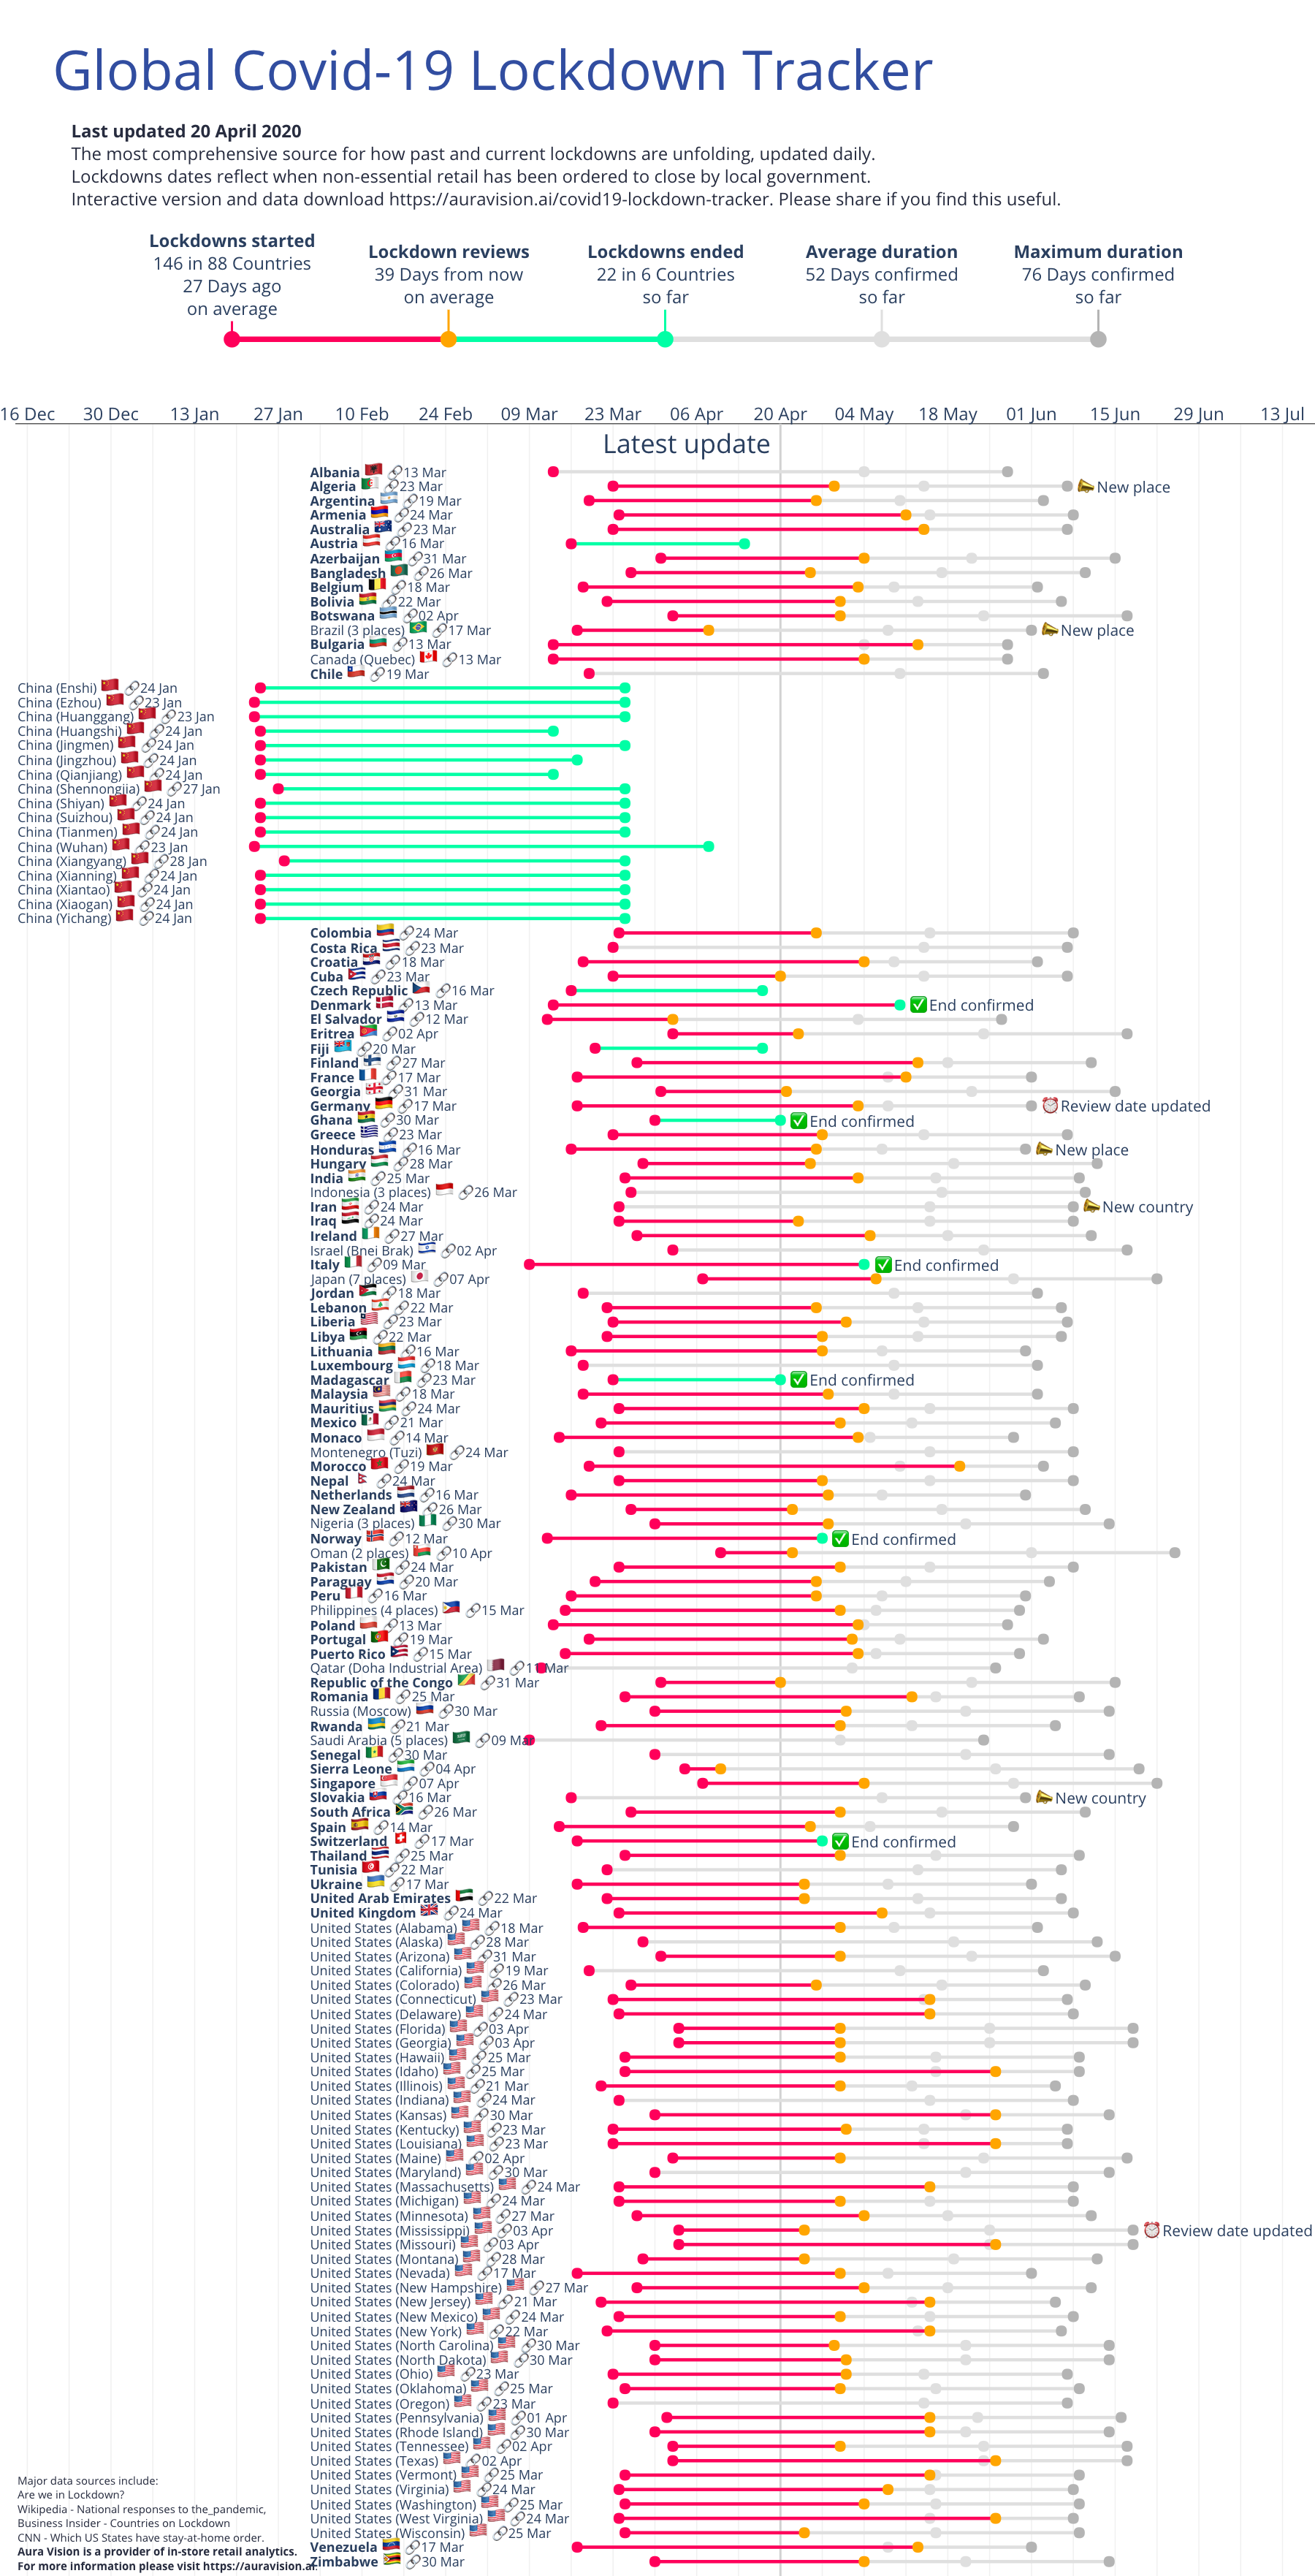 Global Covid-19 Lockdown Tracker
Last updated 20 April 2020
The most comprehensive source for how past and current lockdowns are unfolding, updated daily.
Lockdowns dates reflect when non-essential retail has been ordered to close by local government.
Interactive version and data download https://auravision.ai/covid19-lockdown-tracker. Please share if you find this useful.
Lockdowns started
146 in 88 Countries
27 Days ago
on average
Lockdown reviews
39 Days from now
on average
Lockdowns ended
22 in 6 Countries
so far
Average duration
52 Days confirmed
so far
Maximum duration
76 Days confirmed
so far
16 Dec 30 Dec 13 Jan 27 Jan 10 Feb 24 Feb 09 Mar 23 Mar 06 Apr 20 Apr 04 May 18 May 01 Jun 15 Jun 29 Jun 13 Jul
Latest update
Albania 13 Mar
Algeria 23 Mar New place
Argentina 19 Mar
Armenia 24 Mar
Australia 23 Mar
Austria 16 Mar
Azerbaijan 31 Mar
Bangladesh 26 Mar
Belgium 18 Mar
Bolivia 22 Mar
Botswana 02 Apr
Brazil (3 places) 17 Mar New place
Bulgaria 13 Mar
Canada (Quebec) 13 Mar
Chile 19 Mar
China (Enshi) 24 Jan
China (Ezhou) 23 Jan
China (Huanggang) 23 Jan
China (Huangshi) 24 Jan
China (Jingmen) 24 Jan
China (Jingzhou) 24 Jan
China (Qianjiang) 24 Jan
China (Shennongjia) 27 Jan
China (Shiyan) 24 Jan
China (Suizhou) 24 Jan
China (Tianmen) 24 Jan
China (Wuhan) 23 Jan
China (Xiangyang) 28 Jan
China (Xianning) 24 Jan
China (Xiantao) 24 Jan
China (Xiaogan) 24 Jan
China (Yichang) 24 Jan
Colombia 24 Mar
Costa Rica 23 Mar
Croatia 18 Mar
Cuba 23 Mar
Czech Republic 16 Mar
Denmark 13 Mar End confirmed
El Salvador 12 Mar
Eritrea 02 Apr
Fiji 20 Mar
Finland 27 Mar
France 17 Mar
Georgia 31 Mar
Germany 17 Mar Review date updated
Ghana 30 Mar End confirmed
Greece 23 Mar
Honduras 16 Mar New place
Hungary 28 Mar
India 25 Mar
Indonesia (3 places) 26 Mar
Iran 24 Mar New country
Iraq 24 Mar
Ireland 27 Mar
Israel (Bnei Brak) 02 Apr
Italy 09 Mar End confirmed
Japan (7 places) 07 Apr
Jordan 18 Mar
Lebanon 22 Mar
Liberia 23 Mar
Libya 22 Mar
Lithuania 16 Mar
Luxembourg 18 Mar
Madagascar 23 Mar End confirmed
Malaysia 18 Mar
Mauritius 24 Mar
Mexico 21 Mar
Monaco 14 Mar
Montenegro (Tuzi) 24 Mar
Morocco 19 Mar
Nepal 24 Mar
Netherlands 16 Mar
New Zealand 26 Mar
Nigeria (3 places) 30 Mar
Norway 12 Mar End confirmed
Oman (2 places) 10 Apr
Pakistan 24 Mar
Paraguay 20 Mar
Peru 16 Mar
Philippines (4 places) 15 Mar
Poland 13 Mar
Portugal 19 Mar
Puerto Rico 15 Mar
Qatar (Doha Industrial Area) 11 Mar
Republic of the Congo 31 Mar
Romania 25 Mar
Russia (Moscow) 30 Mar
Rwanda 21 Mar
Saudi Arabia (5 places) 09 Mar
Senegal 30 Mar
Sierra Leone 04 Apr
Singapore 07 Apr
Slovakia 16 Mar New country
South Africa 26 Mar
Spain 14 Mar
Switzerland 17 Mar End confirmed
Thailand 25 Mar
Tunisia 22 Mar
Ukraine 17 Mar
United Arab Emirates 22 Mar
United Kingdom 24 Mar
United States (Alabama) 18 Mar
United States (Alaska) 28 Mar
United States (Arizona) 31 Mar
United States (California) 19 Mar
United States (Colorado) 26 Mar
United States (Connecticut) 23 Mar
United States (Delaware) 24 Mar
United States (Florida) 03 Apr
United States (Georgia) 03 Apr
United States (Hawaii) 25 Mar
United States (Idaho) 25 Mar
United States (Illinois) 21 Mar
United States (Indiana) 24 Mar
United States (Kansas) 30 Mar
United States (Kentucky) 23 Mar
United States (Louisiana) 23 Mar
United States (Maine) 02 Apr
United States (Maryland) 30 Mar
United States (Massachusetts) 24 Mar
United States (Michigan) 24 Mar
United States (Minnesota) 27 Mar
United States (Mississippi) 03 Apr Review date updated
United States (Missouri) 03 Apr
United States (Montana) 28 Mar
United States (Nevada) 17 Mar
United States (New Hampshire) 27 Mar
United States (New Jersey) 21 Mar
United States (New Mexico) 24 Mar
United States (New York) 22 Mar
United States (North Carolina) 30 Mar
United States (North Dakota) 30 Mar
United States (Ohio) 23 Mar
United States (Oklahoma) 25 Mar
United States (Oregon) 23 Mar
United States (Pennsylvania) 01 Apr
United States (Rhode Island) 30 Mar
United States (Tennessee) 02 Apr
United States (Texas) 02 Apr
United States (Vermont) 25 Mar
United States (Virginia) 24 Mar
United States (Washington) 25 Mar
United States (West Virginia) 24 Mar
United States (Wisconsin) 25 Mar
Venezuela 17 Mar
Zimbabwe 30 Mar
Major data sources include:
Are we in Lockdown?
Wikipedia - National responses to the_pandemic,
Business Insider - Countries on Lockdown
CNN - Which US States have stay-at-home order.
Aura Vision is a provider of in-store retail analytics.
For more information please visit https://auravision.ai.